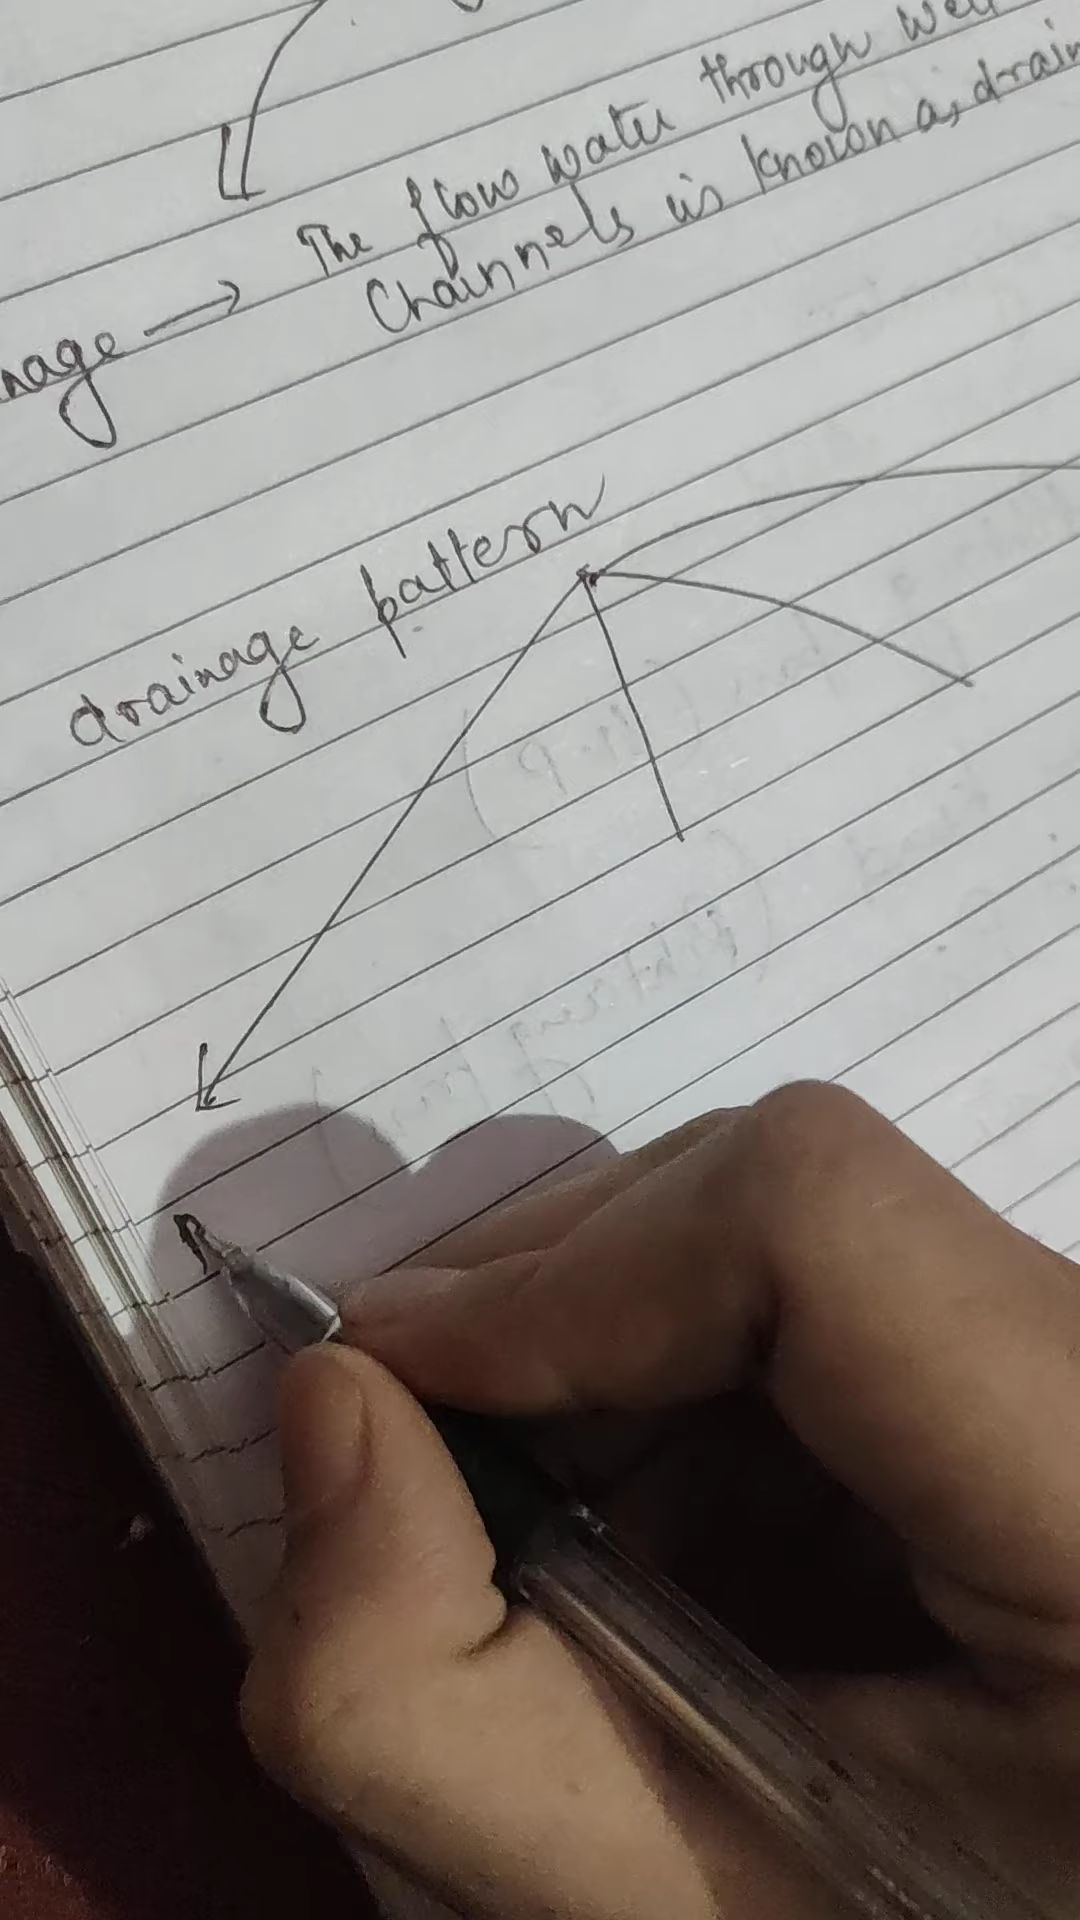 The flow water through well
nage → Channels is known as drain
drainage pattern